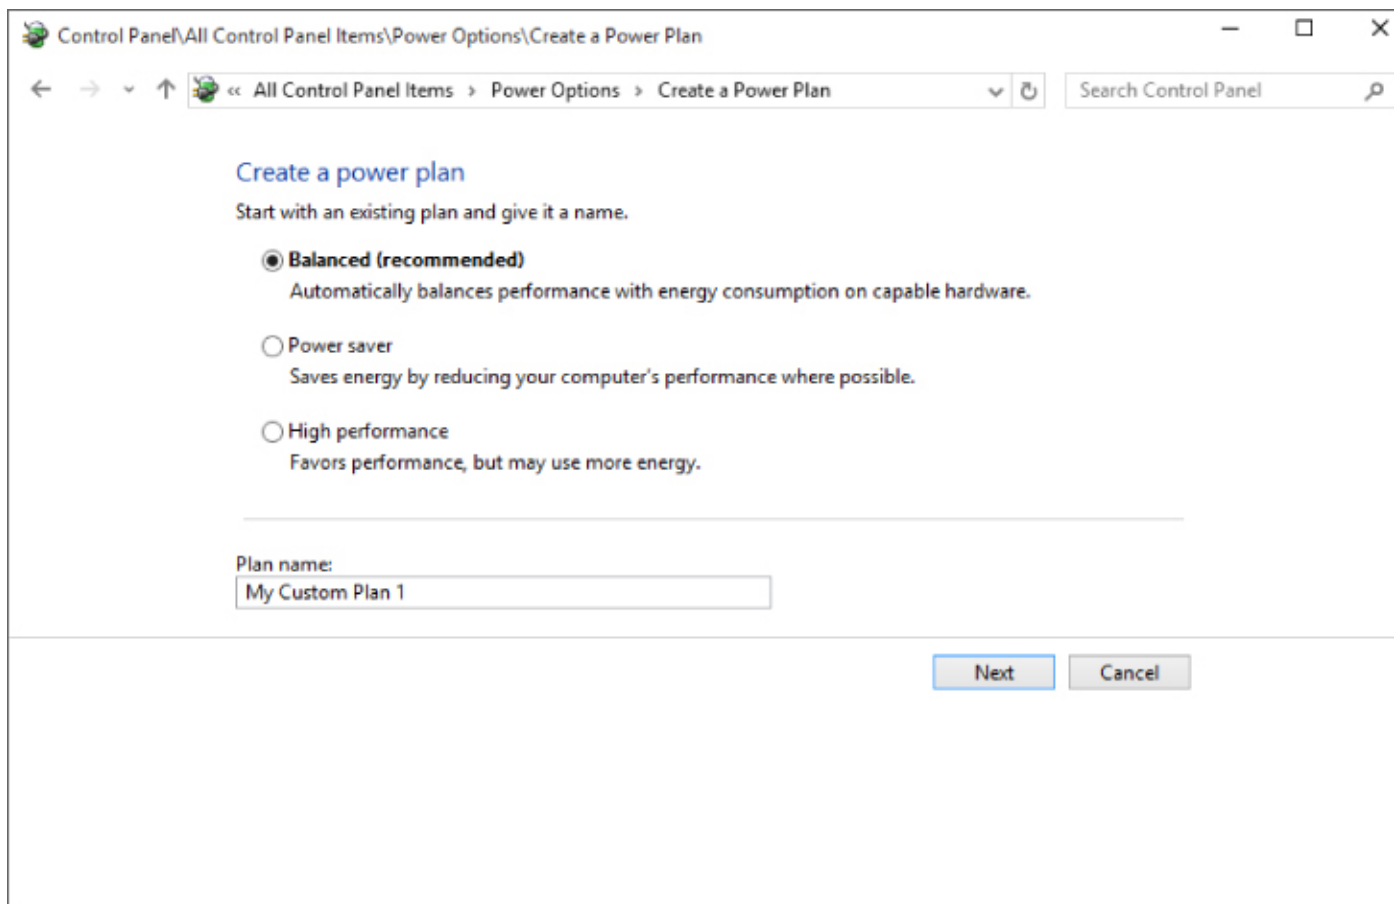 Control Panel\All Control Panel Items\Power Options\Create a Power Plan
« All Control Panel Items › Power Options › Create a Power Plan
Search Control Panel
Create a power plan
Start with an existing plan and give it a name.
Balanced (recommended)
Automatically balances performance with energy consumption on capable hardware.
Power saver
Saves energy by reducing your computer's performance where possible.
High performance
Favors performance, but may use more energy.
Plan name:
My Custom Plan 1
Next Cancel